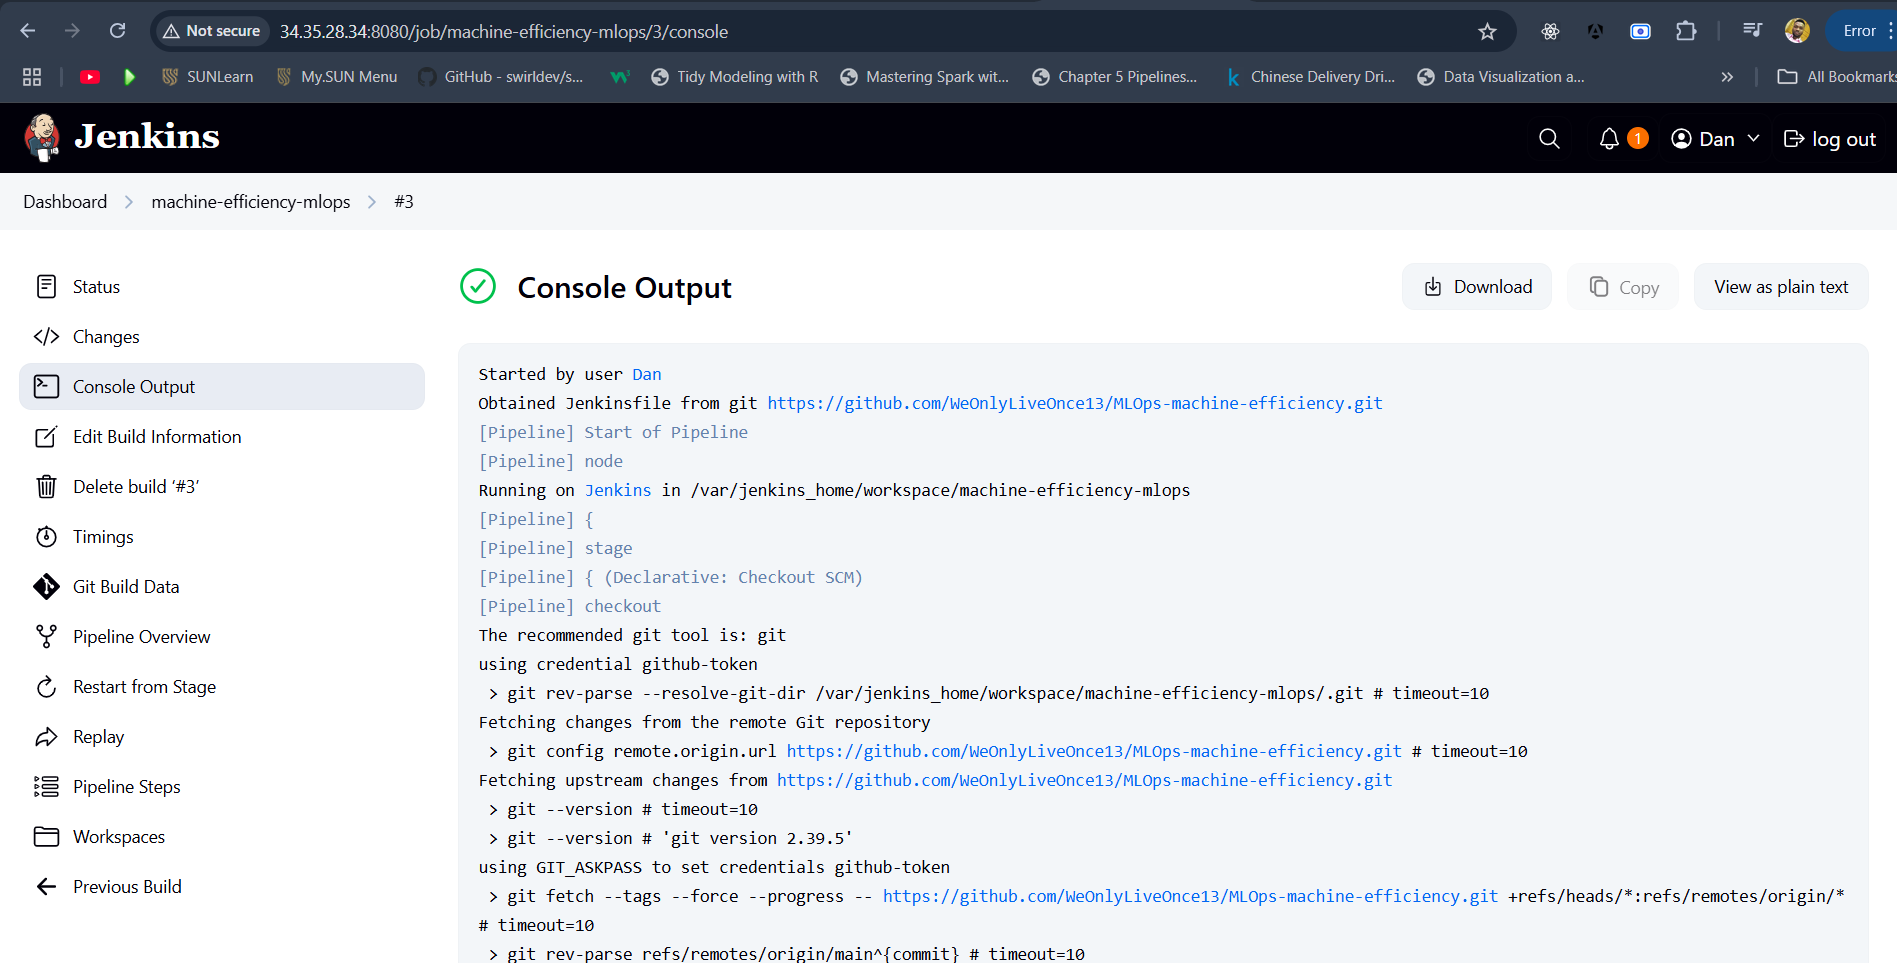 Not secure
34.35.28.34:8080/job/machine-efficiency-mlops/3/console
Error
SUNLearn
My.SUN Menu
GitHub - swirldev/s...
Tidy Modeling with R
Mastering Spark wit...
Chapter 5 Pipelines...
Chinese Delivery Dri...
Data Visualization a...
All Bookmarks
Jenkins
1
Dan
log out
Dashboard
machine-efficiency-mlops
#3
Status
Changes
Console Output
Edit Build Information
Delete build ‘#3’
Timings
Git Build Data
Pipeline Overview
Restart from Stage
Replay
Pipeline Steps
Workspaces
Previous Build
Console Output
Download
Copy
View as plain text
Started by user Dan
Obtained Jenkinsfile from git https://github.com/WeOnlyLiveOnce13/MLOps-machine-efficiency.git
[Pipeline] Start of Pipeline
[Pipeline] node
Running on Jenkins in /var/jenkins_home/workspace/machine-efficiency-mlops
[Pipeline] {
[Pipeline] stage
[Pipeline] { (Declarative: Checkout SCM)
[Pipeline] checkout
The recommended git tool is: git
using credential github-token
> git rev-parse --resolve-git-dir /var/jenkins_home/workspace/machine-efficiency-mlops/.git # timeout=10
Fetching changes from the remote Git repository
> git config remote.origin.url https://github.com/WeOnlyLiveOnce13/MLOps-machine-efficiency.git # timeout=10
Fetching upstream changes from https://github.com/WeOnlyLiveOnce13/MLOps-machine-efficiency.git
> git --version # timeout=10
> git --version # 'git version 2.39.5'
using GIT_ASKPASS to set credentials github-token
> git fetch --tags --force --progress -- https://github.com/WeOnlyLiveOnce13/MLOps-machine-efficiency.git +refs/heads/*:refs/remotes/origin/*
# timeout=10
> git rev-parse refs/remotes/origin/main^{commit} # timeout=10